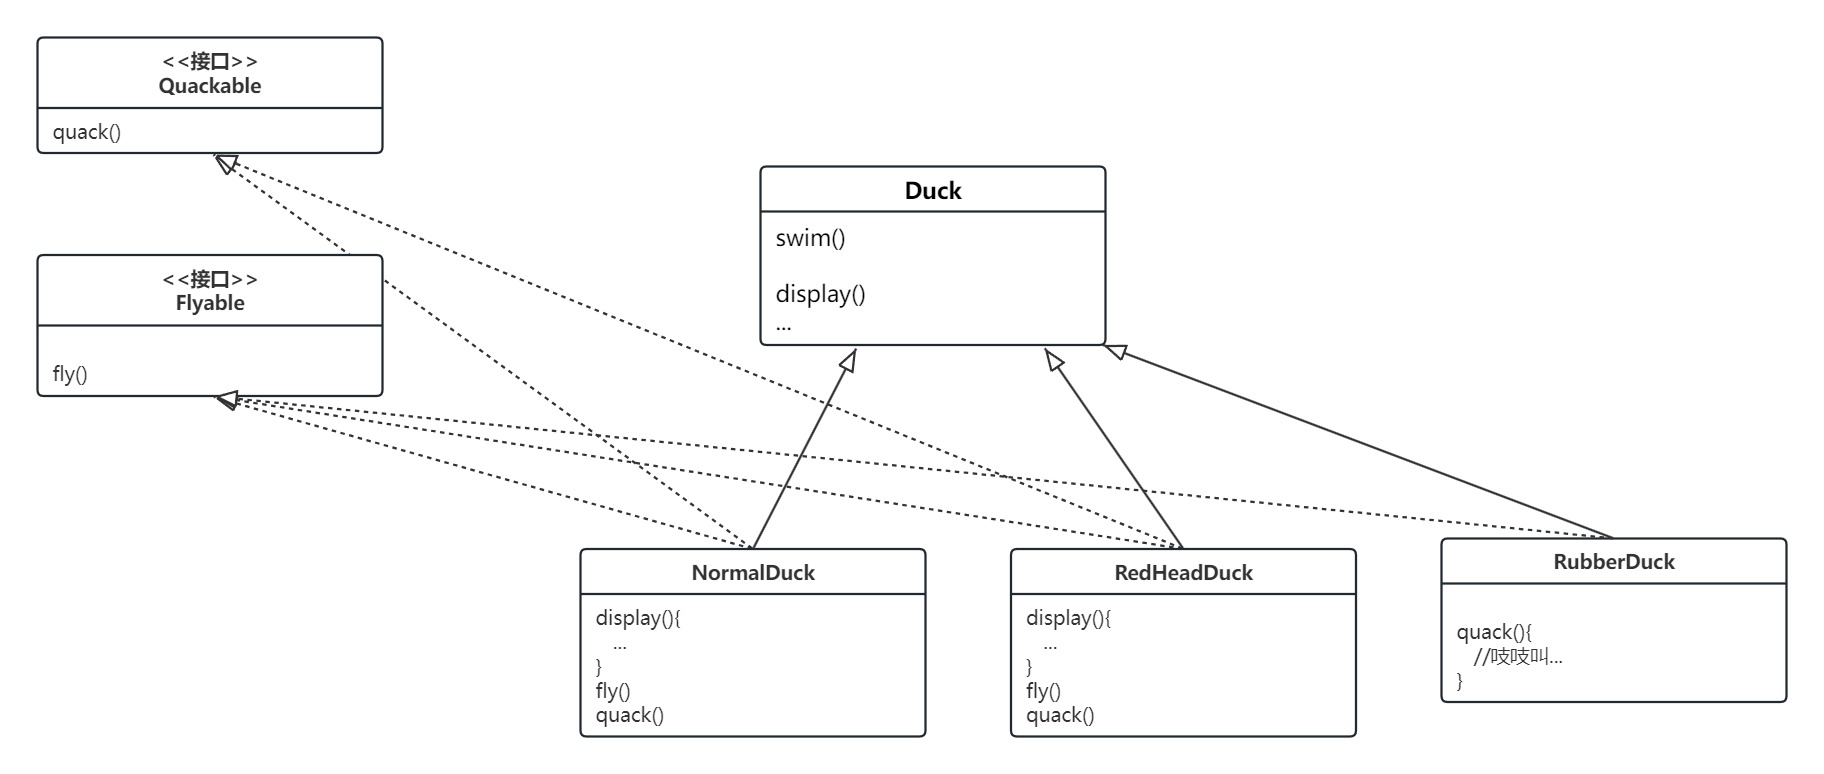 <<接口>>
Quackable
quack()
<<接口>>
Flyable
fly()
Duck
swim()
display()
...
NormalDuck
display(){
...
}
fly()
quack()
RedHeadDuck
display(){
...
}
fly()
quack()
RubberDuck
quack(){
//吱吱叫...
}